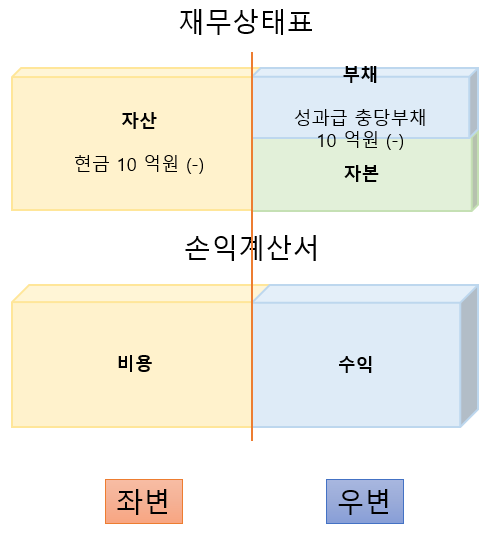 재무상태표
자산
현금 10 억원 (-)
부채
성과급 충당부채
10 억원 (-)
자본
손익계산서
비용
수익
좌변
우변